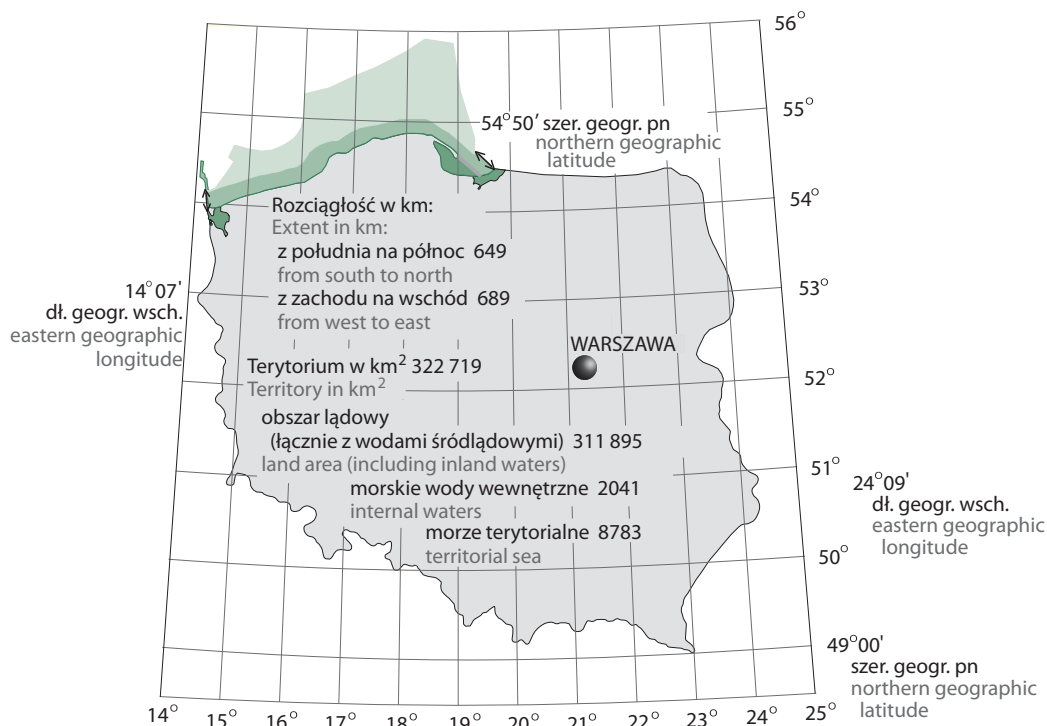 56°
55°
54°50′ szer. geogr. pn
northern geographic
latitude
54°
Rozciągłość w km:
Extent in km:
z południa na północ 649
from south to north
z zachodu na wschód 689
from west to east
14°07'
dł. geogr. wsch.
eastern geographic
longitude
53°
WARSZAWA
Terytorium w km² 322 719
Territory in km²
52°
obszar lądowy
(łącznie z wodami śródlądowymi) 311 895
land area (including inland waters)
51°
morskie wody wewnętrzne 2041
internal waters
24°09'
dł. geogr. wsch.
eastern geographic
longitude
morze terytorialne 8783
territorial sea
50°
49°00'
szer. geogr. pn
northern geographic
latitude
14° 15° 16° 17° 18° 19° 20° 21° 22° 23° 24° 25°